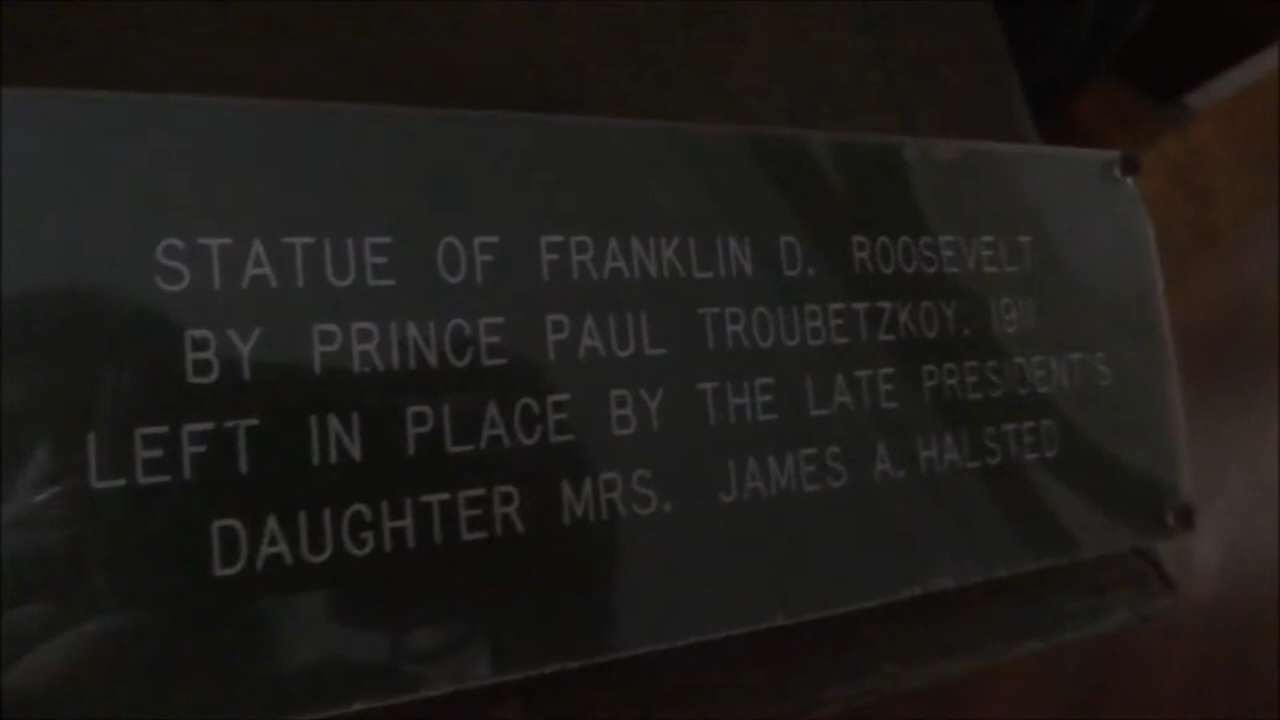 STATUE OF FRANKLIN D. ROOSEVELT
BY PRINCE PAUL TROUBETZKOY.
LEFT IN PLACE BY THE LATE PRESIDENT'S
DAUGHTER MRS. JAMES A. HALSTED